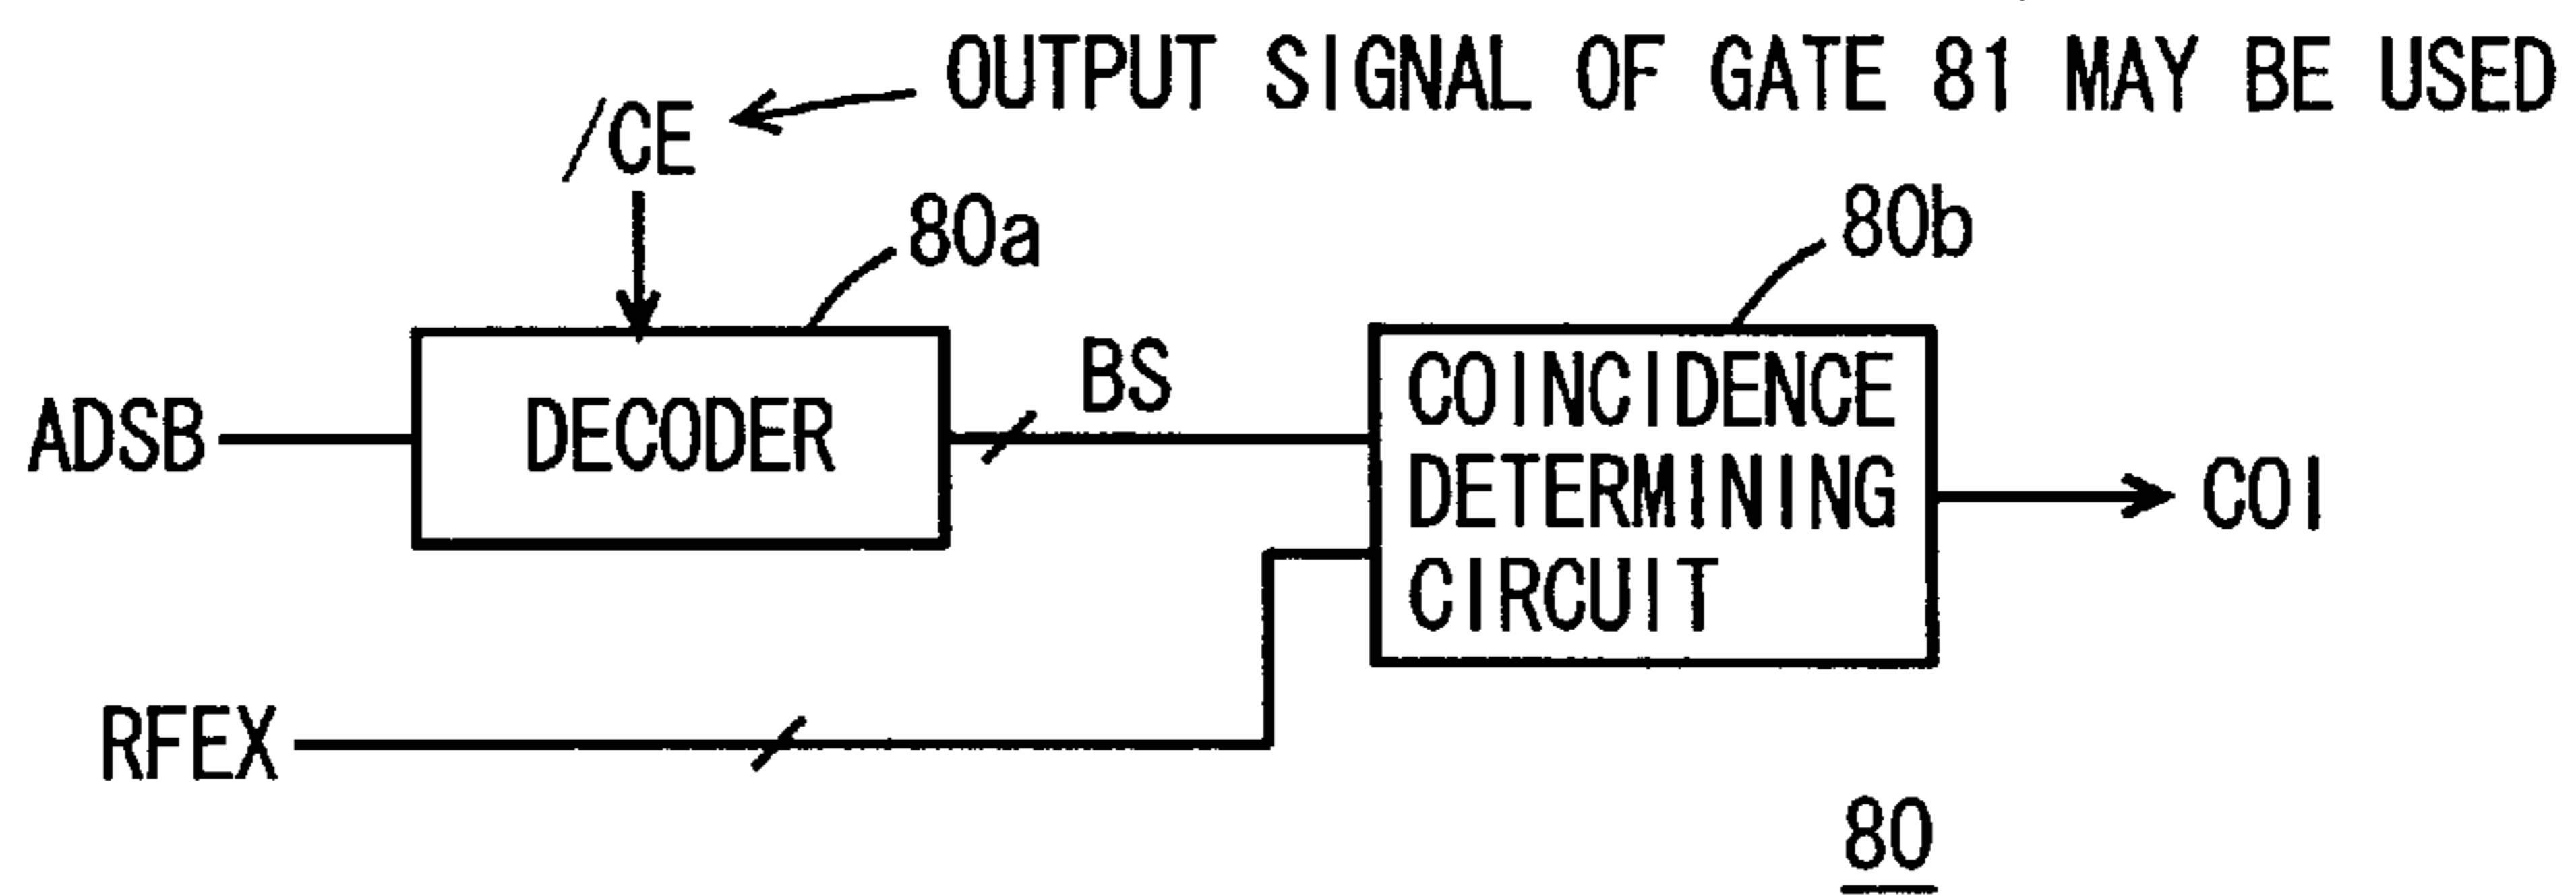 OUTPUT SIGNAL OF GATE 81 MAY BE USED
/CE
80a
80b
ADSB
DECODER
BS
COINCIDENCE
DETERMINING
CIRCUIT
COI
RFEX
80